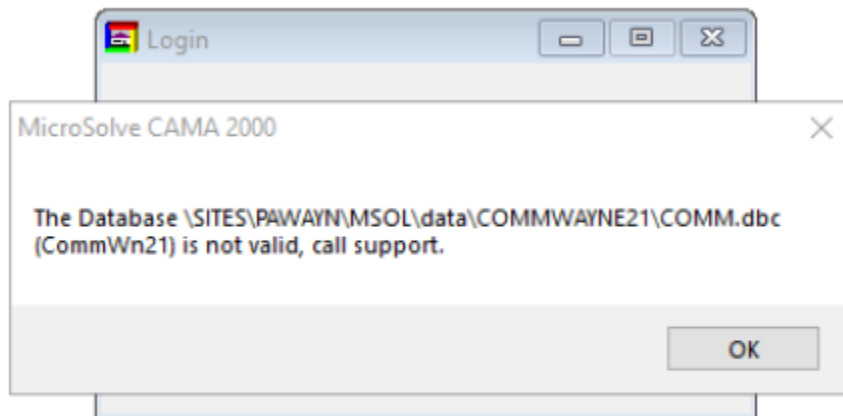 Login
MicroSolve CAMA 2000
The Database \SITES\PAWAYN\MSOL\data\COMMWAYNE21\COMM.dbc
(CommWn21) is not valid, call support.
OK